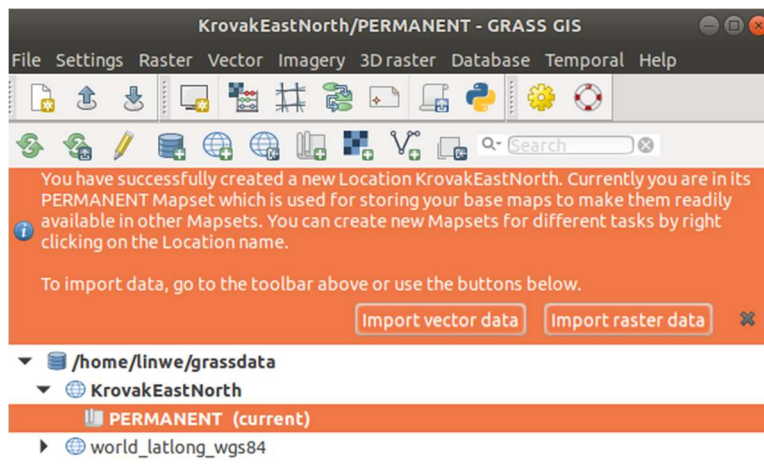 KrovakEastNorth/PERMANENT - GRASS GIS
File Settings Raster Vector Imagery 3D raster Database Temporal Help
Search
You have successfully created a new Location KrovakEastNorth. Currently you are in its
PERMANENT Mapset which is used for storing your base maps to make them readily
available in other Mapsets. You can create new Mapsets for different tasks by right
clicking on the Location name.
To import data, go to the toolbar above or use the buttons below.
Import vector data Import raster data
/home/linwe/grassdata
KrovakEastNorth
PERMANENT (current)
world_latlong_wgs84